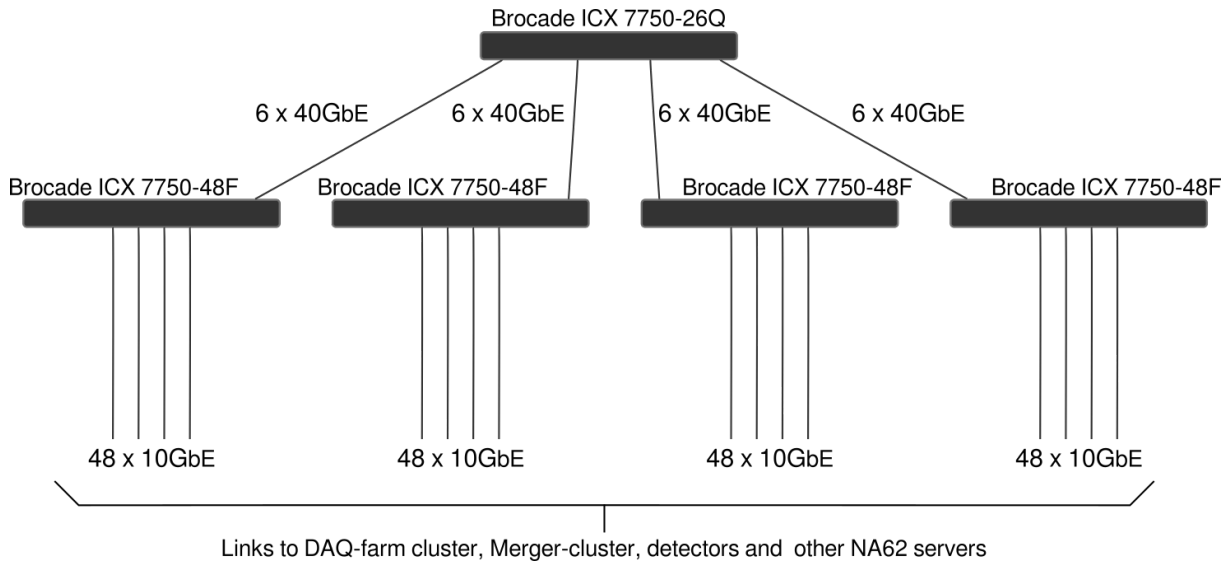 Brocade ICX 7750-26Q
6 x 40GbE
6 x 40GbE
6 x 40GbE
6 x 40GbE
Brocade ICX 7750-48F
Brocade ICX 7750-48F
Brocade ICX 7750-48F
Brocade ICX 7750-48F
48 x 10GbE
48 x 10GbE
48 x 10GbE
48 x 10GbE
Links to DAQ-farm cluster, Merger-cluster, detectors and other NA62 servers